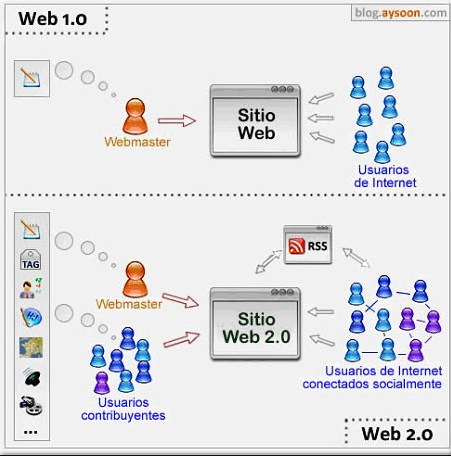 Web 1.0
blog.aysoon.com
Webmaster
Sitio
Web
Usuarios
de Internet
TAG
Hi!
RSS
Webmaster
Sitio
Web 2.0
Usuarios
contribuyentes
Usuarios de Internet
conectados socialmente
...
Web 2.0